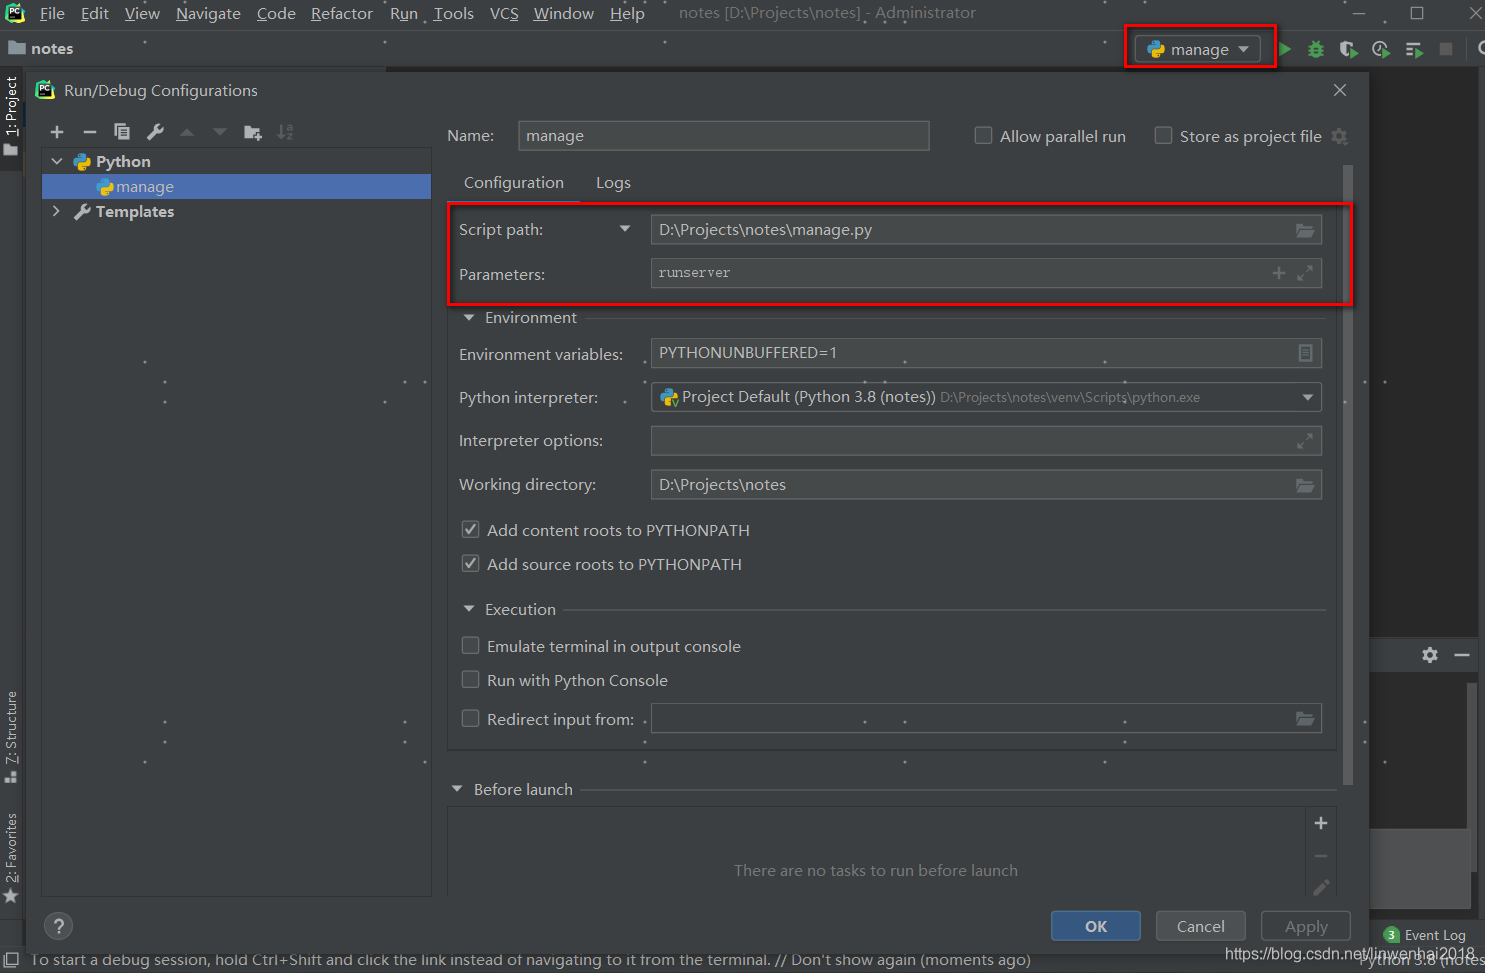 File Edit View Navigate Code Refactor Run Tools VCS Window Help notes [D:\Projects\notes] - Administrator
notes manage
1: Project
Run/Debug Configurations
Name: manage Allow parallel run Store as project file
Python
manage
Templates
Configuration Logs
Script path: D:\Projects\notes\manage.py
Parameters: runserver
Environment
Environment variables: PYTHONUNBUFFERED=1
Python interpreter: Project Default (Python 3.8 (notes)) D:\Projects\notes\venv\Scripts\python.exe
Interpreter options:
Working directory: D:\Projects\notes
Add content roots to PYTHONPATH
Add source roots to PYTHONPATH
Execution
Emulate terminal in output console
Run with Python Console
Redirect input from:
7: Structure
Before launch
2: Favorites
There are no tasks to run before launch
? OK Cancel Apply
3 Event Log
https://blog.csdn.net/linwenhai2018
To start a debug session, hold Ctrl+Shift and click the link instead of navigating to it from the terminal. // Don't show again (moments ago) Python 3.8 (notes